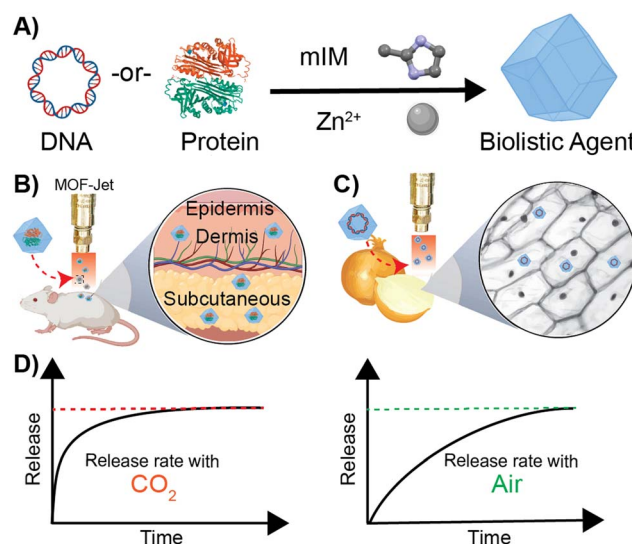 A)
DNA
-or-
Protein
mIM
Zn²⁺
Biolistic Agent
B)
MOF-Jet
Epidermis
Dermis
Subcutaneous
C)
D)
Release
Release rate with
CO₂
Time
Release
Release rate with
Air
Time